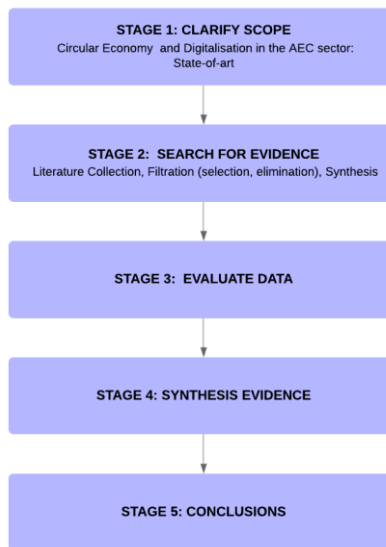 STAGE 1: CLARIFY SCOPE
Circular Economy and Digitalisation in the AEC sector:
State-of-art
STAGE 2: SEARCH FOR EVIDENCE
Literature Collection, Filtration (selection, elimination), Synthesis
STAGE 3: EVALUATE DATA
STAGE 4: SYNTHESIS EVIDENCE
STAGE 5: CONCLUSIONS